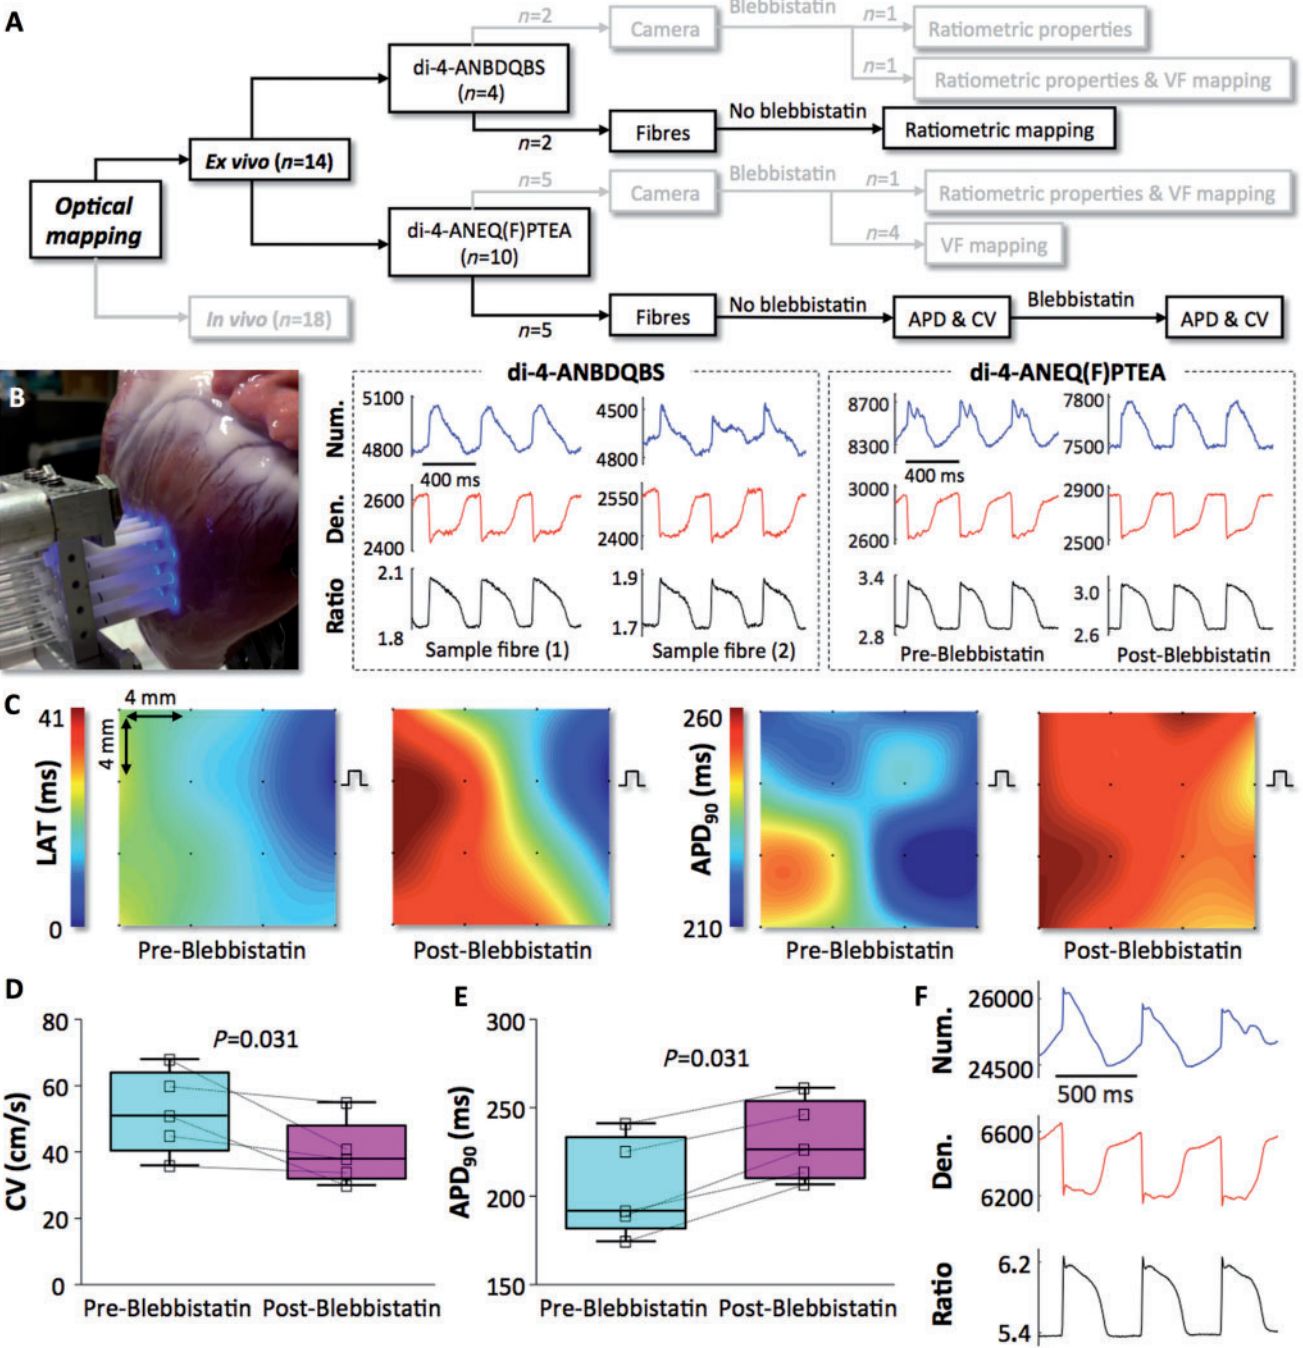 A
Optical
mapping
Ex vivo (n=14)
In vivo (n=18)
di-4-ANBDQBS
(n=4)
n=2
Camera
Blebbistatin
n=1
Ratiometric properties
n=1
Ratiometric properties & VF mapping
n=2
Fibres
No blebbistatin
Ratiometric mapping
di-4-ANEQ(F)PTEA
(n=10)
n=5
Camera
Blebbistatin
n=1
Ratiometric properties & VF mapping
n=4
VF mapping
n=5
Fibres
No blebbistatin
APD & CV
Blebbistatin
APD & CV
B
di-4-ANBDQBS
Num.
5100
4800
400 ms
4500
4800
Den.
2600
2400
2550
2400
Ratio
2.1
1.8
1.9
1.7
Sample fibre (1)
Sample fibre (2)
di-4-ANEQ(F)PTEA
8700
8300
400 ms
7800
7500
3000
2600
2900
2500
3.4
2.8
3.0
2.6
Pre-Blebbistatin
Post-Blebbistatin
C
41
LAT (ms)
0
4 mm
4 mm
Pre-Blebbistatin
Post-Blebbistatin
260
APD90 (ms)
210
Pre-Blebbistatin
Post-Blebbistatin
D
CV (cm/s)
80
60
40
20
0
P=0.031
Pre-Blebbistatin
Post-Blebbistatin
E
APD90 (ms)
300
250
200
150
P=0.031
Pre-Blebbistatin
Post-Blebbistatin
F
Num.
26000
24500
500 ms
Den.
6600
6200
Ratio
6.2
5.4